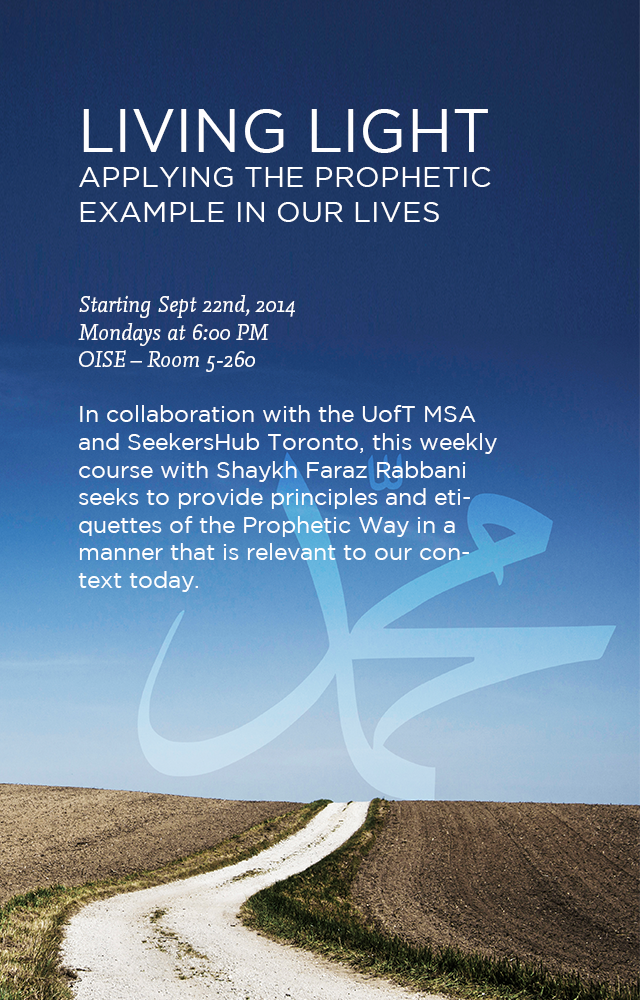 LIVING LIGHT
APPLYING THE PROPHETIC
EXAMPLE IN OUR LIVES
Starting Sept 22nd, 2014
Mondays at 6:00 PM
OISE – Room 5-260
In collaboration with the UofT MSA
and SeekersHub Toronto, this weekly
course with Shaykh Faraz Rabbani
seeks to provide principles and eti-
quettes of the Prophetic Way in a
manner that is relevant to our con-
text today.
محمد